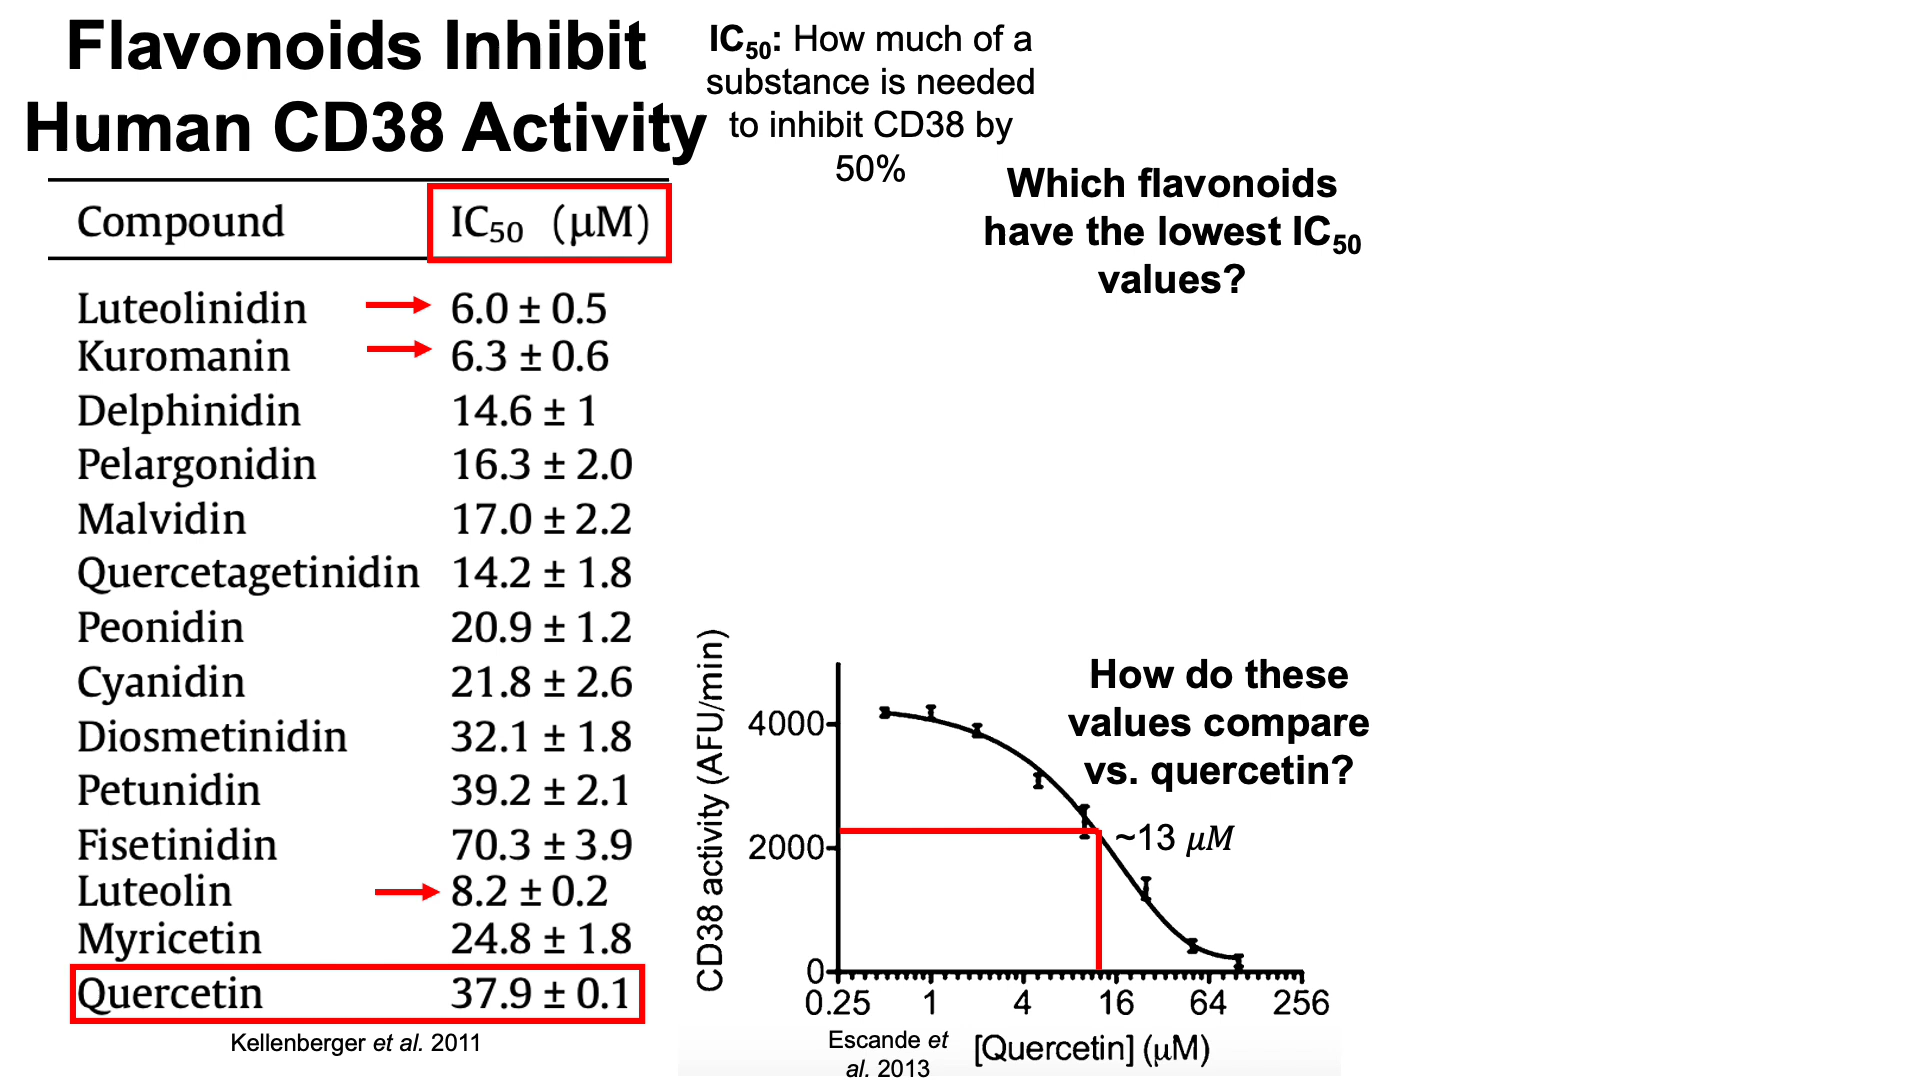 Flavonoids Inhibit
Human CD38 Activity
IC50: How much of a
substance is needed
to inhibit CD38 by
50%
Which flavonoids
have the lowest IC50
values?
Compound IC50 (μM)
Luteolinidin 6.0 ± 0.5
Kuromanin 6.3 ± 0.6
Delphinidin 14.6 ± 1
Pelargonidin 16.3 ± 2.0
Malvidin 17.0 ± 2.2
Quercetagetinidin 14.2 ± 1.8
Peonidin 20.9 ± 1.2
Cyanidin 21.8 ± 2.6
Diosmetinidin 32.1 ± 1.8
Petunidin 39.2 ± 2.1
Fisetinidin 70.3 ± 3.9
Luteolin 8.2 ± 0.2
Myricetin 24.8 ± 1.8
Quercetin 37.9 ± 0.1
Kellenberger et al. 2011
How do these
values compare
vs. quercetin?
CD38 activity (AFU/min)
4000
2000
0
~13 μM
0.25 1 4 16 64 256
[Quercetin] (μM)
Escande et
al. 2013